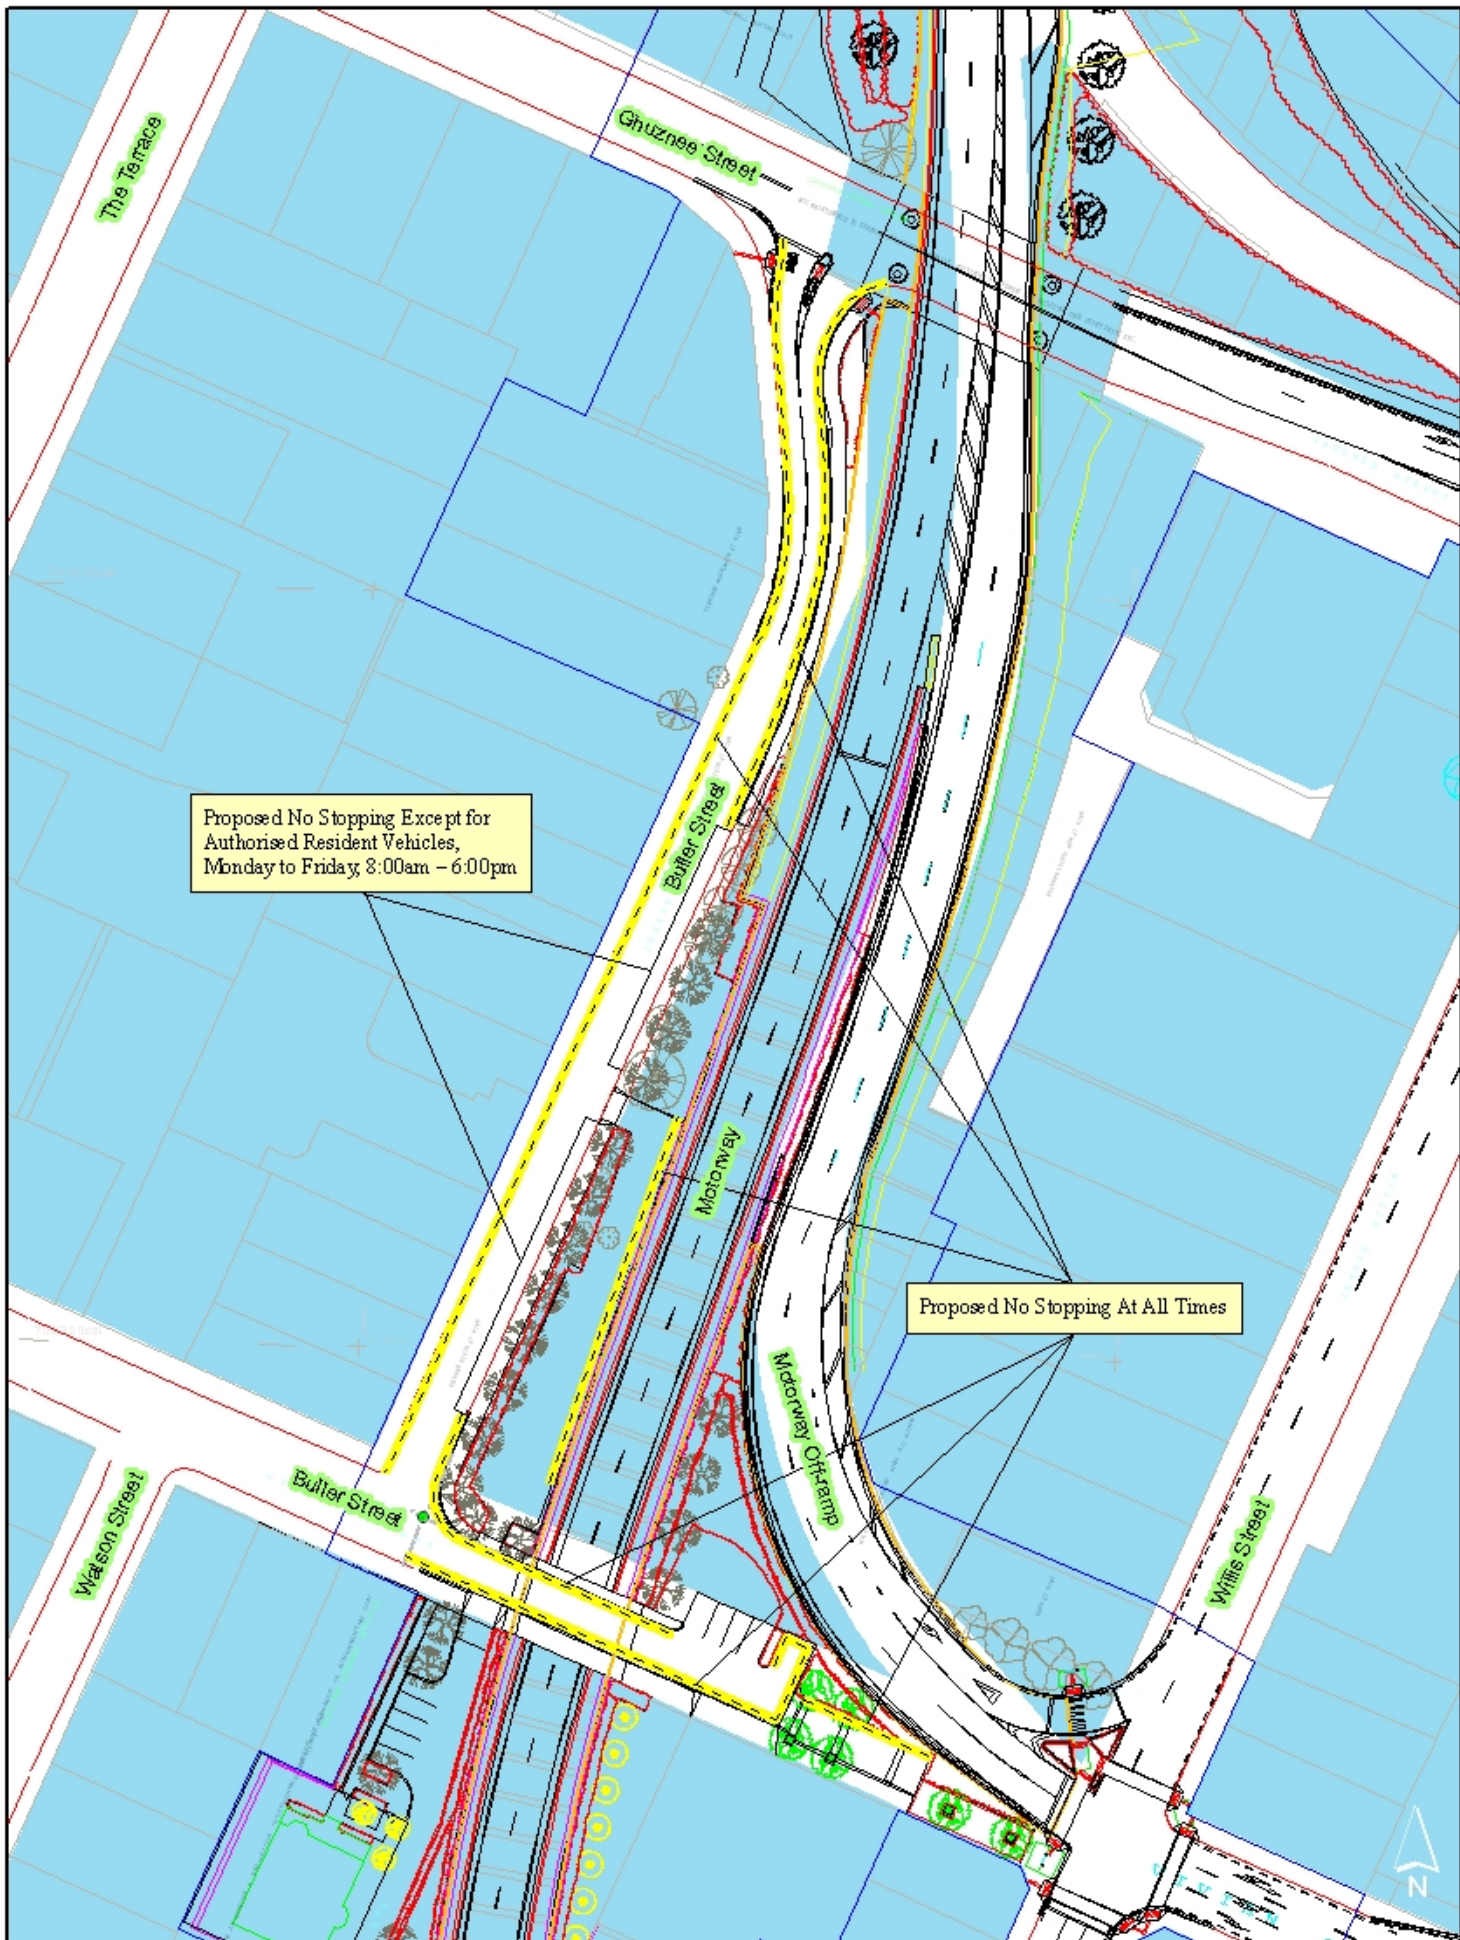 The Terrace
Ghuznee Street
Proposed No Stopping Except for
Authorised Resident Vehicles,
Monday to Friday, 8:00am – 6:00pm
Buller Street
Motorway
Proposed No Stopping At All Times
Motorway Off-ramp
Buller Street
Watson Street
Willis Street
N